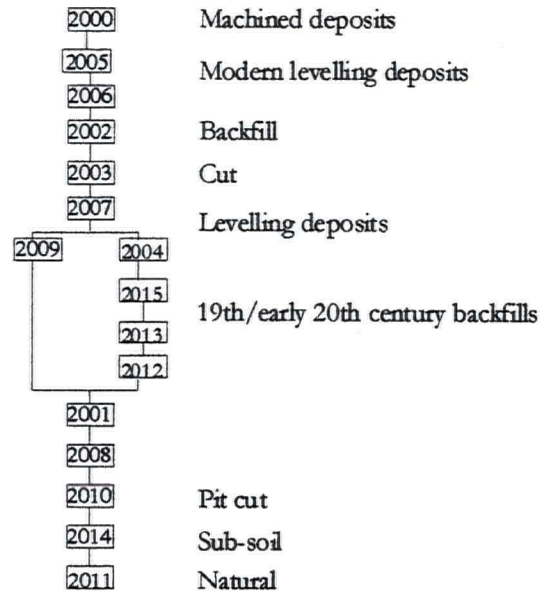 2000 Machined deposits
2005
Modern levelling deposits
2006
2002 Backfill
2003 Cut
2007
Levelling deposits
2009 2004
2015
19th/early 20th century backfills
2013
2012
2001
2008
2010 Pit cut
2014 Sub-soil
2011 Natural